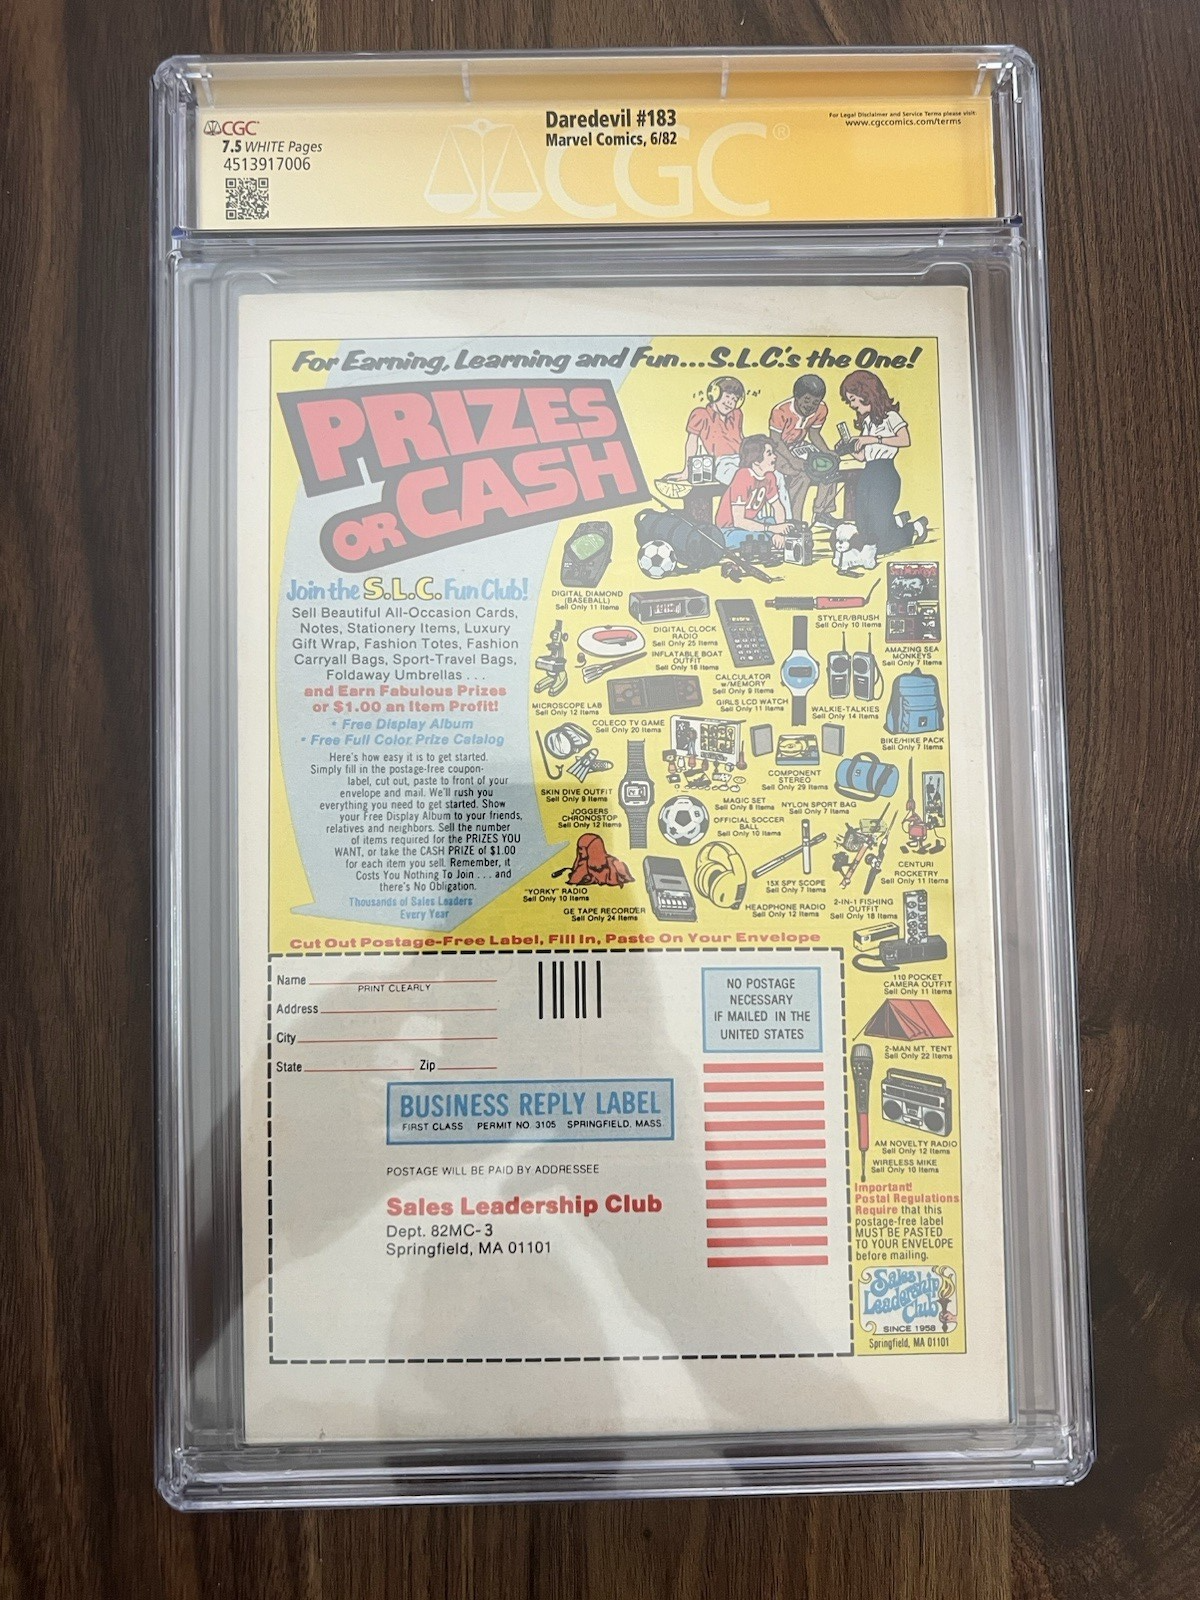 CGC
7.5 WHITE Pages
4513917006
Daredevil #183
Marvel Comics, 6/82
For Legal Disclaimer and Service Terms please visit:
www.cgccomics.com/terms
CGC®
For Earning, Learning and Fun...S.L.C.'s the One!
PRIZES
OR CASH
19
Join the S.L.C. Fun Club!
Sell Beautiful All-Occasion Cards,
Notes, Stationery Items, Luxury
Gift Wrap, Fashion Totes, Fashion
Carryall Bags, Sport-Travel Bags,
Foldaway Umbrellas . . .
and Earn Fabulous Prizes
or $1.00 an Item Profit!
• Free Display Album
• Free Full Color Prize Catalog
Here's how easy it is to get started.
Simply fill in the postage-free coupon-
label, cut out, paste to front of your
envelope and mail. We'll rush you
everything you need to get started. Show
your Free Display Album to your friends,
relatives and neighbors. Sell the number
of items required for the PRIZES YOU
WANT, or take the CASH PRIZE of $1.00
for each item you sell. Remember, it
Costs You Nothing To Join . . . and
there's No Obligation.
Thousands of Sales Leaders
Every Year
DIGITAL DIAMOND
(BASEBALL)
Sell Only 11 Items
DIGITAL CLOCK
RADIO
Sell Only 25 Items
STYLER/BRUSH
Sell Only 10 Items
Sea-Monkeys
AMAZING SEA
MONKEYS
Sell Only 7 Items
INFLATABLE BOAT
OUTFIT
Sell Only 16 Items
CALCULATOR
w/MEMORY
Sell Only 9 Items
MICROSCOPE LAB
Sell Only 12 Items
GIRLS LCD WATCH
Sell Only 11 Items
WALKIE-TALKIES
Sell Only 14 Items
COLECO TV GAME
Sell Only 20 Items
BIKE/HIKE PACK
Sell Only 7 Items
COMPONENT
STEREO
Sell Only 29 Items
SKIN DIVE OUTFIT
Sell Only 9 Items
MAGIC SET
Sell Only 8 Items
NYLON SPORT BAG
Sell Only 7 Items
JOGGERS
CHRONOSTOP
Sell Only 12 Items
OFFICIAL SOCCER
BALL
Sell Only 10 Items
CENTURI
ROCKETRY
Sell Only 11 Items
"YORKY" RADIO
Sell Only 10 Items
15X SPY SCOPE
Sell Only 7 Items
2-IN-1 FISHING
OUTFIT
Sell Only 18 Items
GE TAPE RECORDER
Sell Only 24 Items
HEADPHONE RADIO
Sell Only 12 Items
110 POCKET
CAMERA OUTFIT
Sell Only 11 Items
2-MAN MT. TENT
Sell Only 22 Items
AM NOVELTY RADIO
Sell Only 12 Items
WIRELESS MIKE
Sell Only 10 Items
Cut Out Postage-Free Label, Fill In, Paste On Your Envelope
Name
PRINT CLEARLY
Address
City
State Zip
NO POSTAGE
NECESSARY
IF MAILED IN THE
UNITED STATES
BUSINESS REPLY LABEL
FIRST CLASS PERMIT NO. 3105 SPRINGFIELD, MASS.
POSTAGE WILL BE PAID BY ADDRESSEE
Sales Leadership Club
Dept. 82MC-3
Springfield, MA 01101
Important!
Postal Regulations
Require that this
postage-free label
MUST BE PASTED
TO YOUR ENVELOPE
before mailing.
Sales
Leadership
Club
SINCE 1958
Springfield, MA 01101